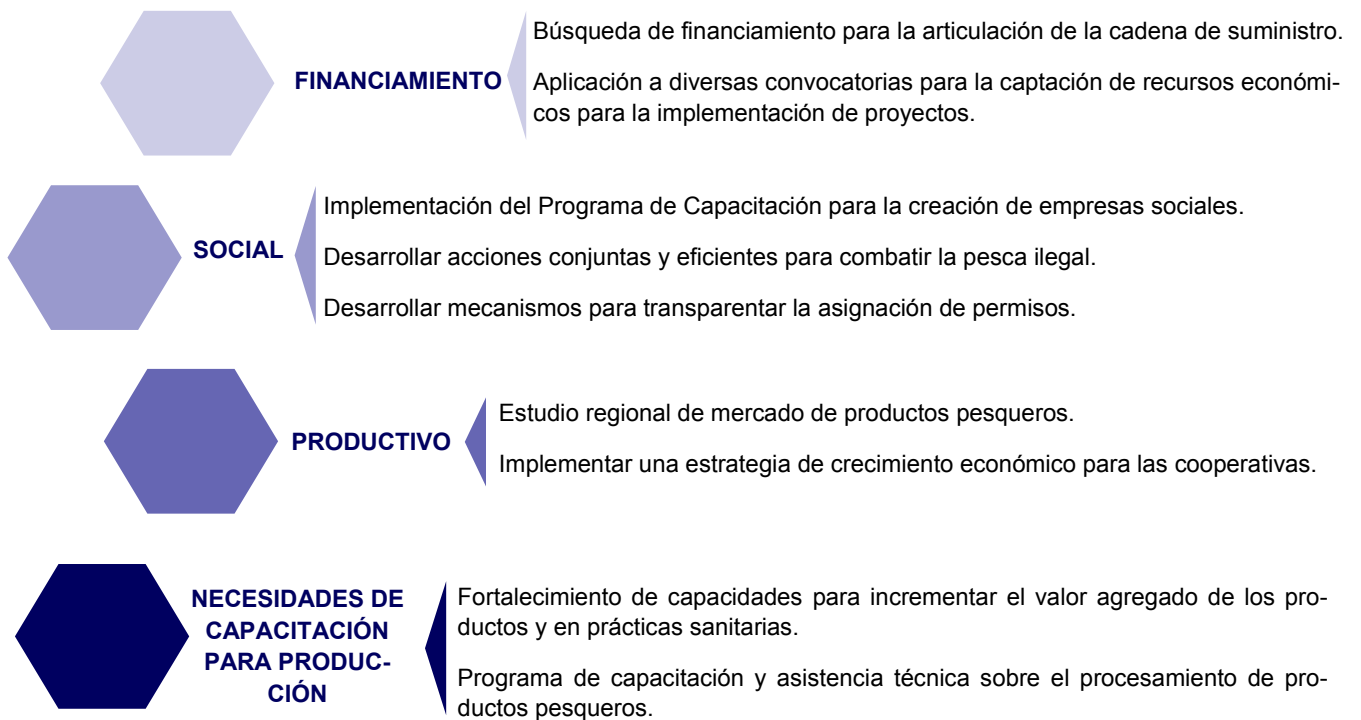 FINANCIAMIENTO
Búsqueda de financiamiento para la articulación de la cadena de suministro.
Aplicación a diversas convocatorias para la captación de recursos económi-
cos para la implementación de proyectos.
SOCIAL
Implementación del Programa de Capacitación para la creación de empresas sociales.
Desarrollar acciones conjuntas y eficientes para combatir la pesca ilegal.
Desarrollar mecanismos para transparentar la asignación de permisos.
PRODUCTIVO
Estudio regional de mercado de productos pesqueros.
Implementar una estrategia de crecimiento económico para las cooperativas.
NECESIDADES DE
CAPACITACIÓN
PARA PRODUC-
CIÓN
Fortalecimiento de capacidades para incrementar el valor agregado de los pro-
ductos y en prácticas sanitarias.
Programa de capacitación y asistencia técnica sobre el procesamiento de pro-
ductos pesqueros.